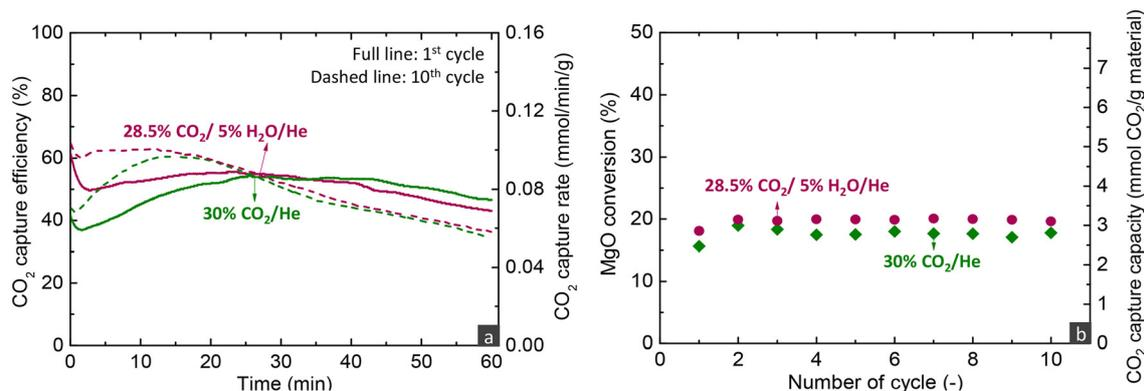 CO2 capture efficiency (%)
100
80
60
40
20
0
Full line: 1st cycle
Dashed line: 10th cycle
28.5% CO2/ 5% H2O/He
30% CO2/He
a
0.16
0.12
0.08
0.04
0.00
CO2 capture rate (mmol/min/g)
0 10 20 30 40 50 60
Time (min)
MgO conversion (%)
50
40
30
20
10
0
28.5% CO2/ 5% H2O/He
30% CO2/He
b
7
6
5
4
3
2
1
0
CO2 capture capacity (mmol CO2/g material)
0 2 4 6 8 10
Number of cycle (-)